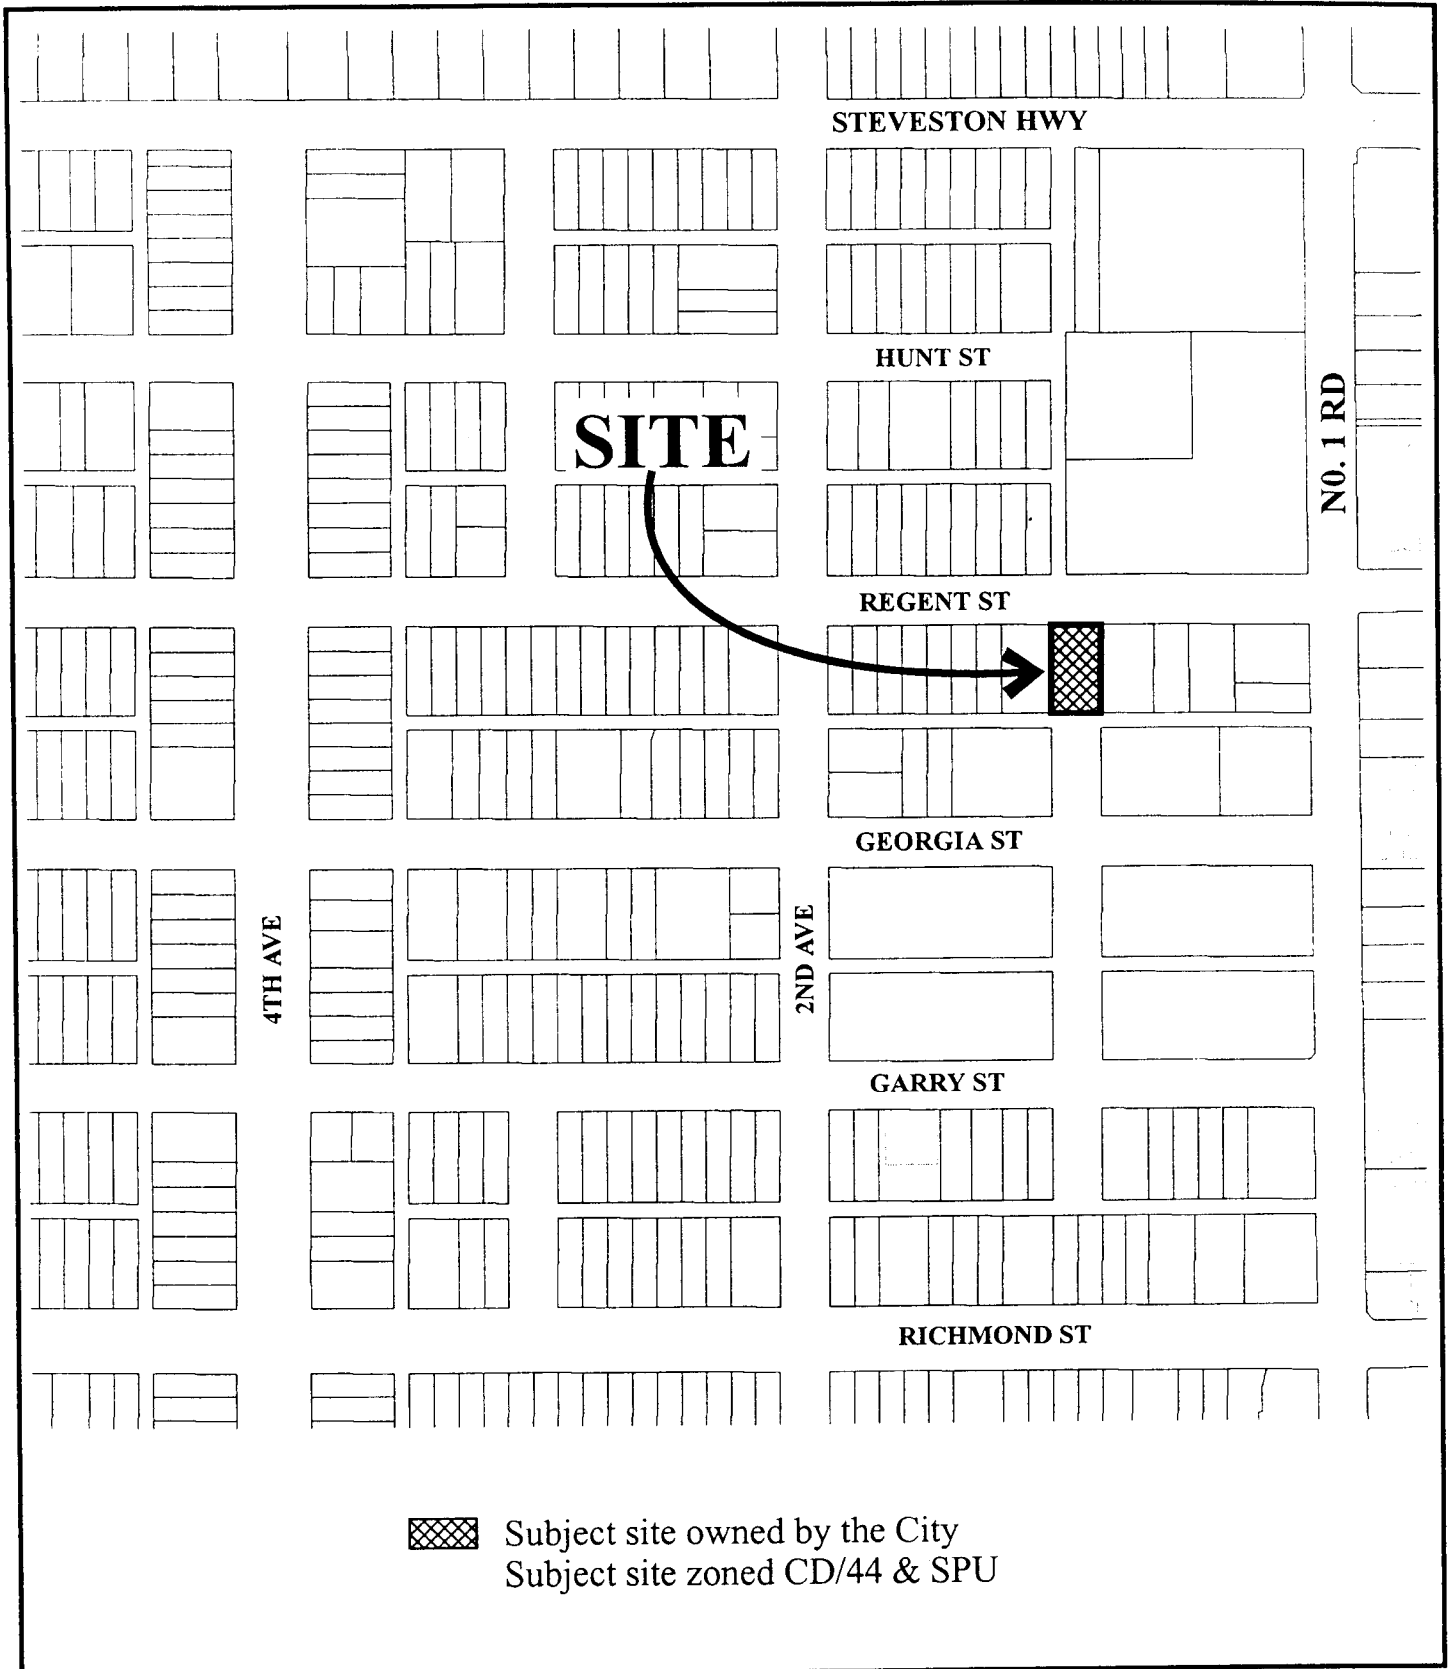 STEVESTON HWY
HUNT ST
SITE
NO. 1 RD
REGENT ST
GEORGIA ST
4TH AVE
2ND AVE
GARRY ST
RICHMOND ST
Subject site owned by the City
Subject site zoned CD/44 & SPU